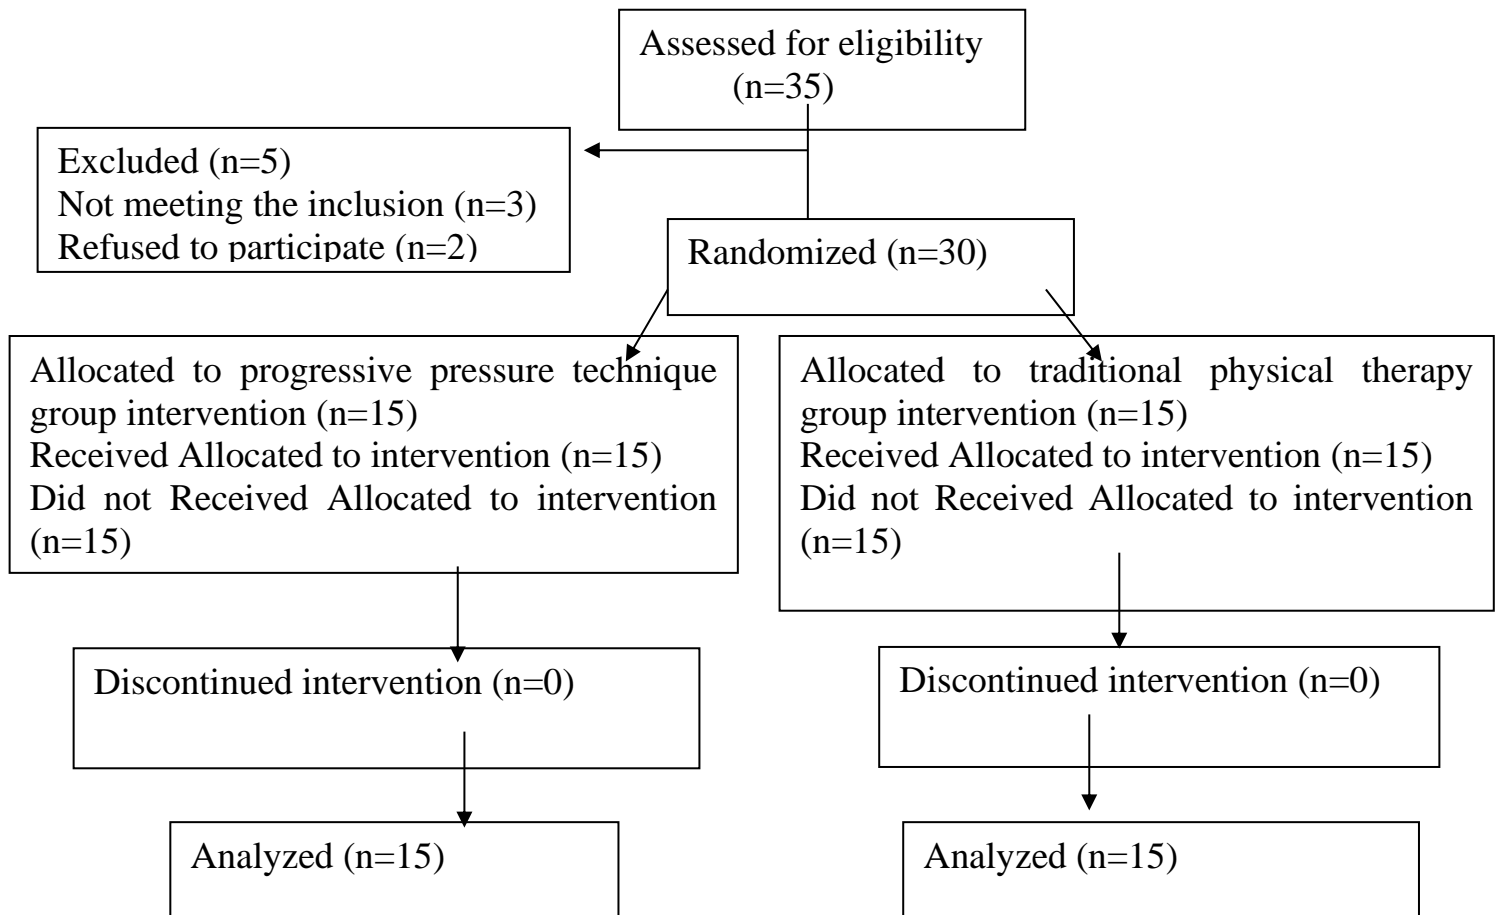 Assessed for eligibility
(n=35)
Excluded (n=5)
Not meeting the inclusion (n=3)
Refused to participate (n=2)
Randomized (n=30)
Allocated to progressive pressure technique
group intervention (n=15)
Received Allocated to intervention (n=15)
Did not Received Allocated to intervention
(n=15)
Allocated to traditional physical therapy
group intervention (n=15)
Received Allocated to intervention (n=15)
Did not Received Allocated to intervention
(n=15)
Discontinued intervention (n=0)
Discontinued intervention (n=0)
Analyzed (n=15)
Analyzed (n=15)